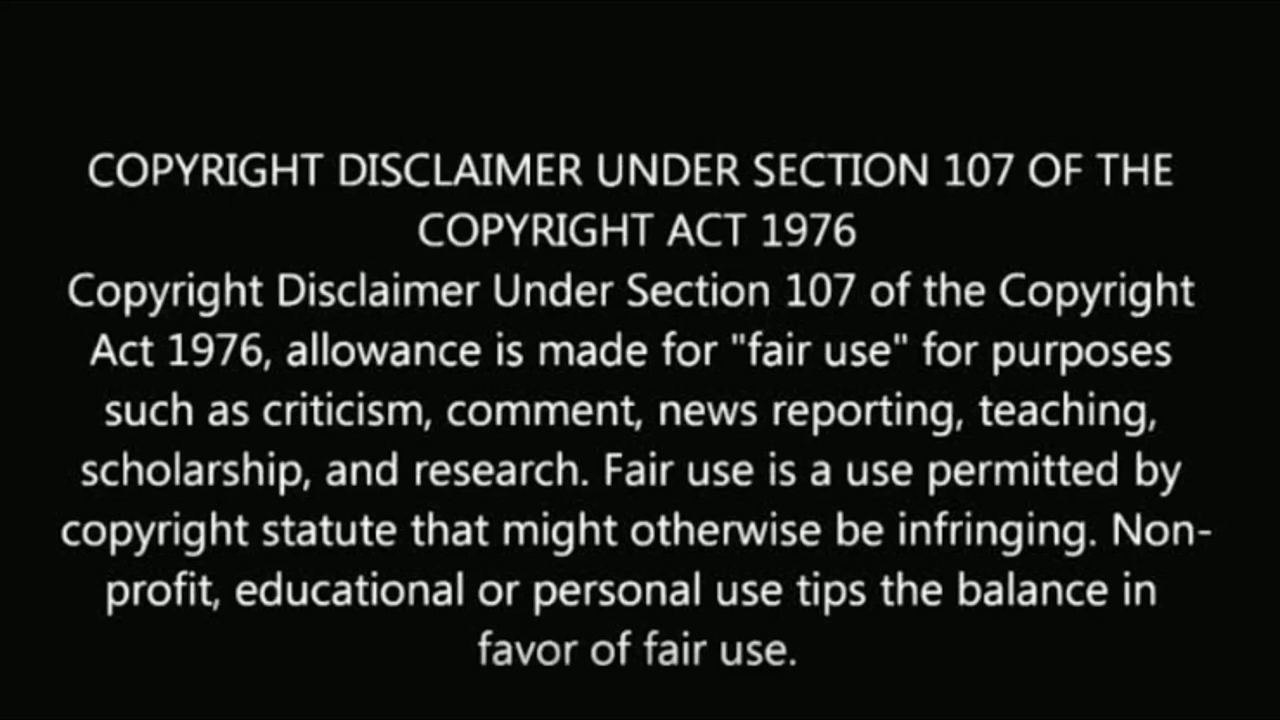 COPYRIGHT DISCLAIMER UNDER SECTION 107 OF THE
COPYRIGHT ACT 1976
Copyright Disclaimer Under Section 107 of the Copyright
Act 1976, allowance is made for "fair use" for purposes
such as criticism, comment, news reporting, teaching,
scholarship, and research. Fair use is a use permitted by
copyright statute that might otherwise be infringing. Non-
profit, educational or personal use tips the balance in
favor of fair use.